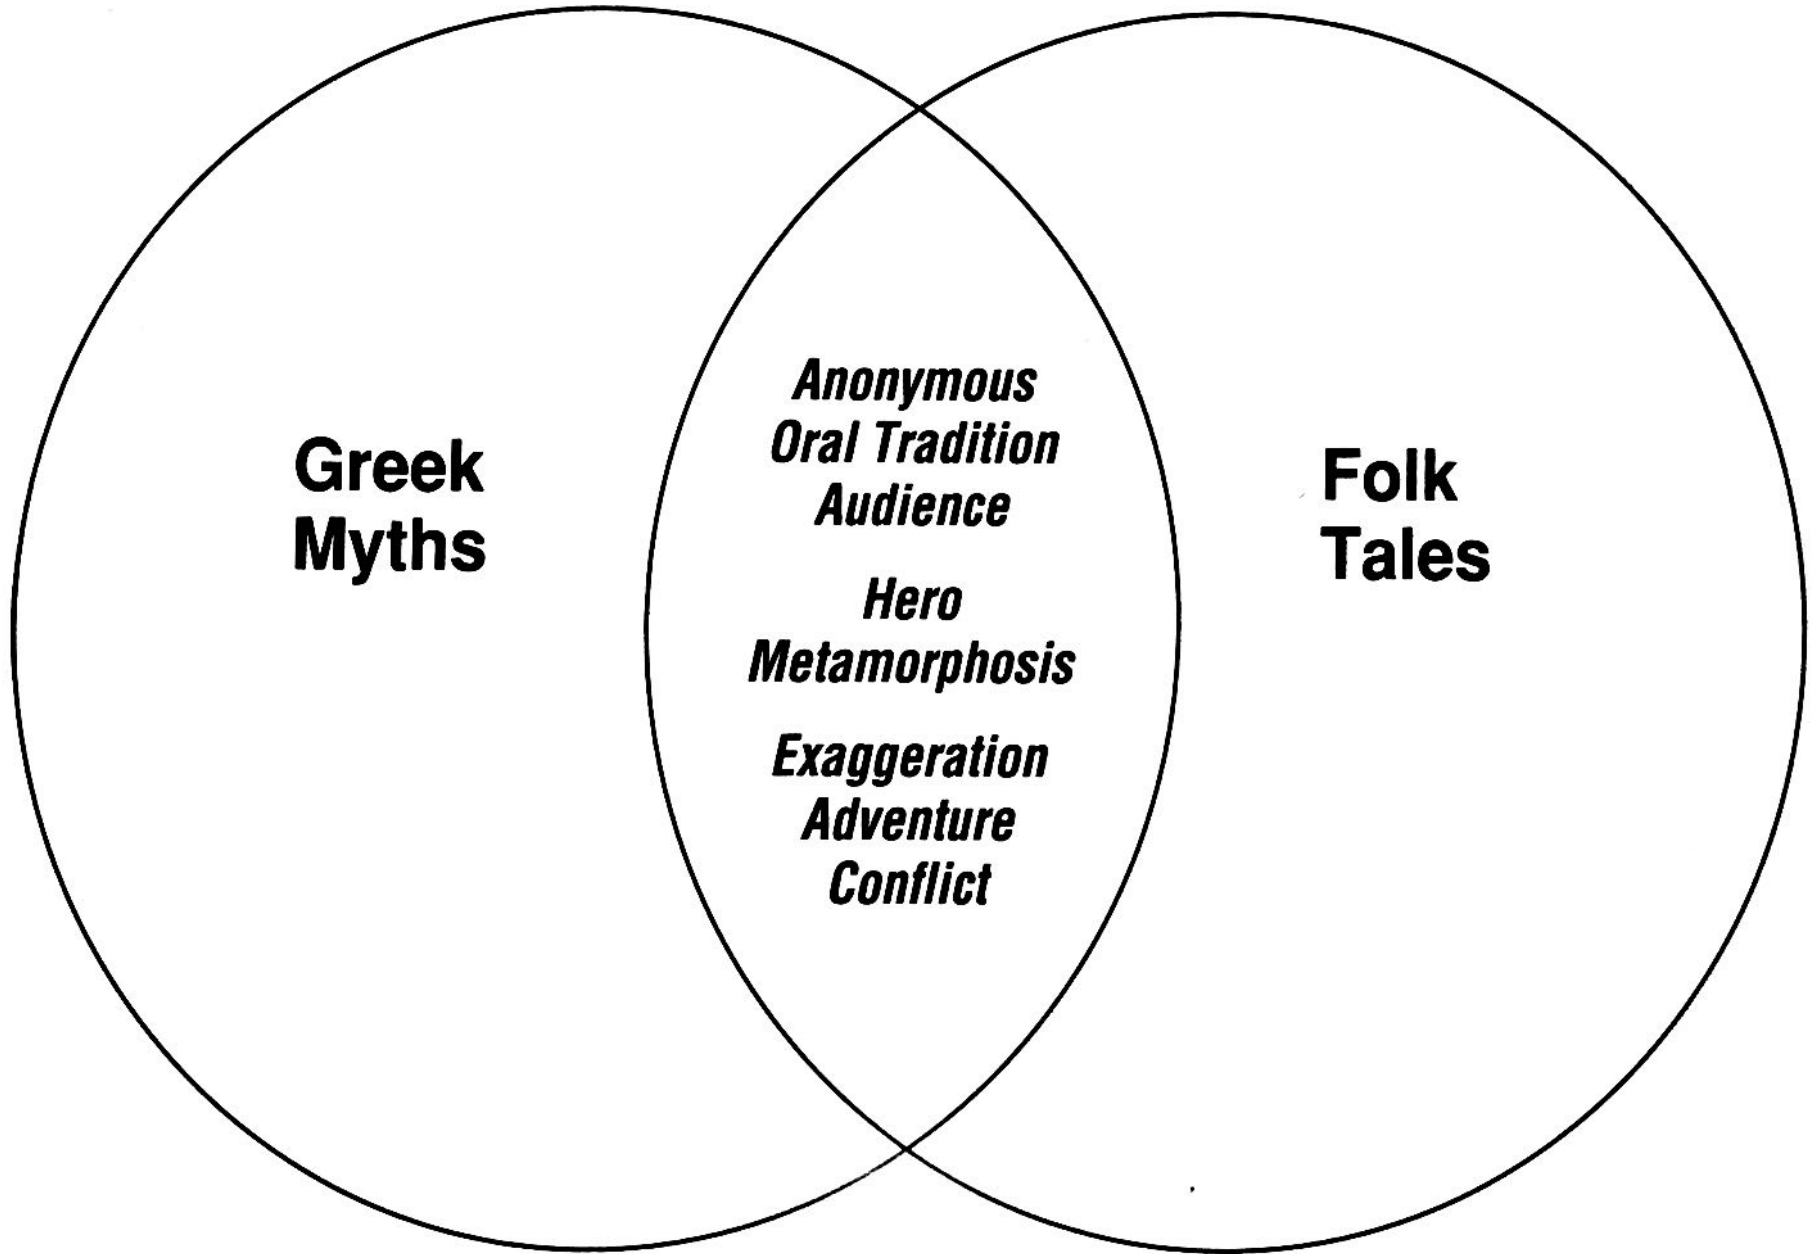 Greek
Myths
Anonymous
Oral Tradition
Audience
Hero
Metamorphosis
Exaggeration
Adventure
Conflict
Folk
Tales